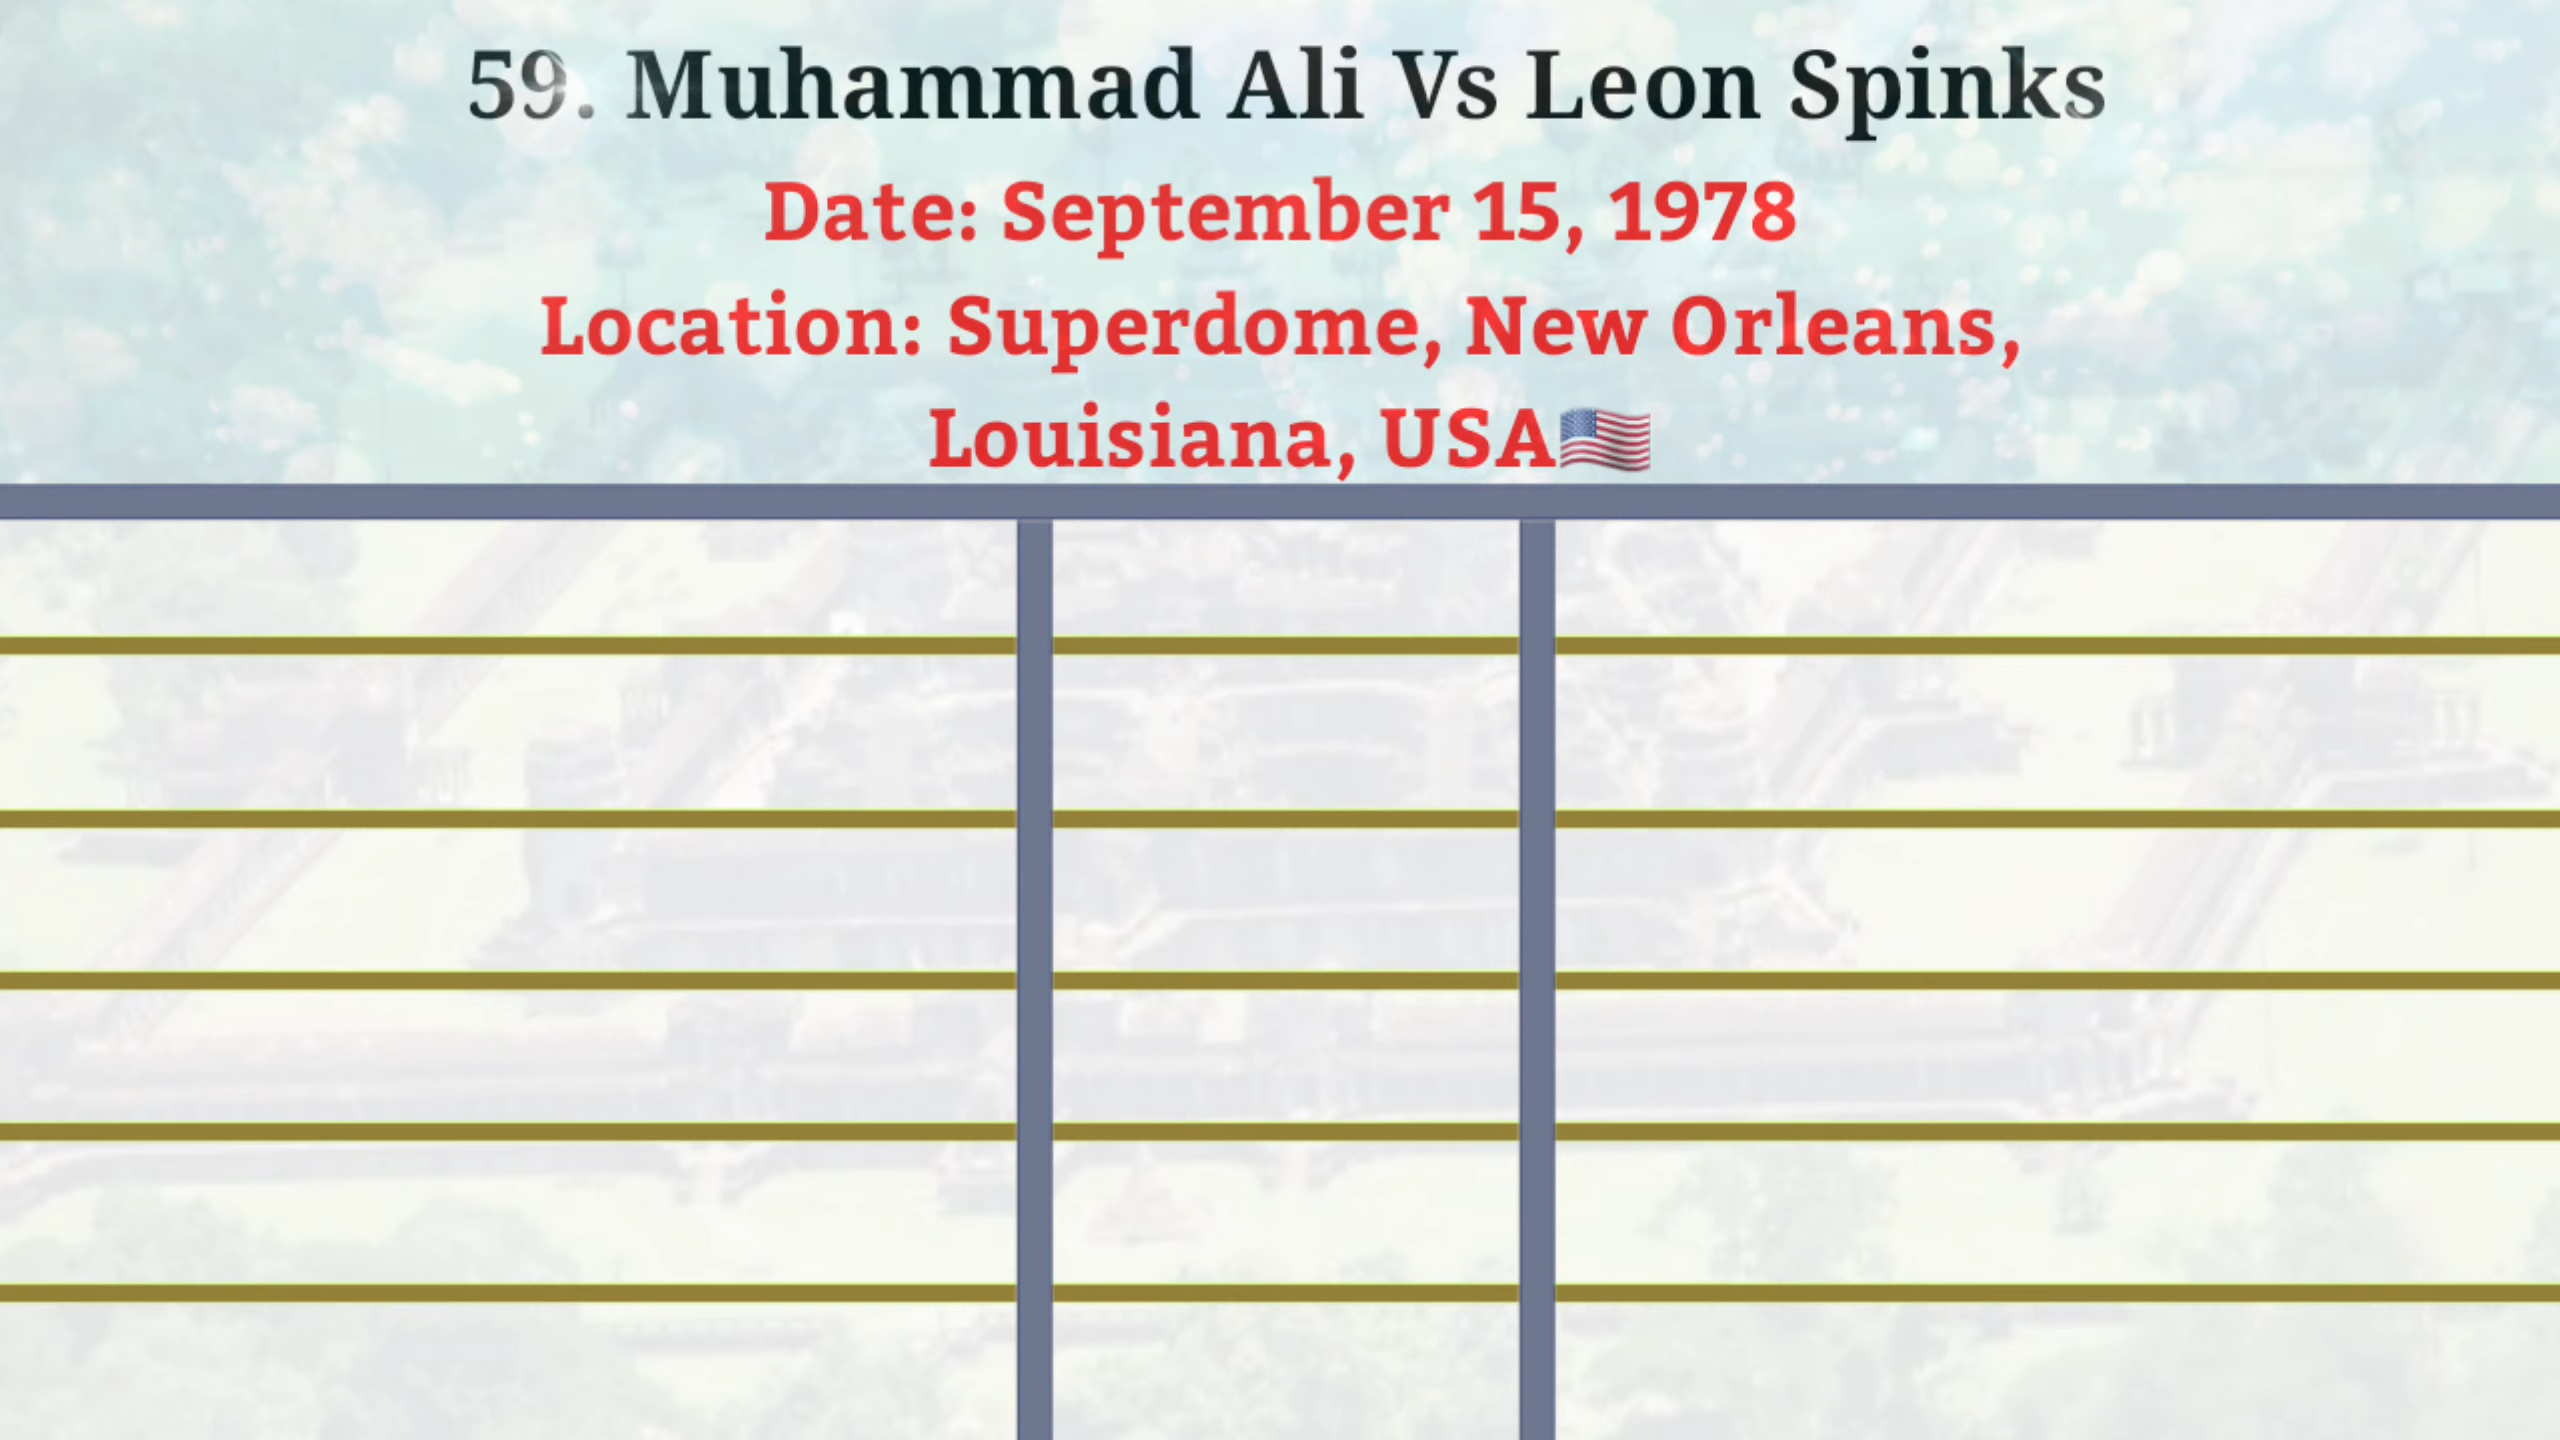 59. Muhammad Ali Vs Leon Spinks
Date: September 15, 1978
Location: Superdome, New Orleans,
Louisiana, USA🇺🇸